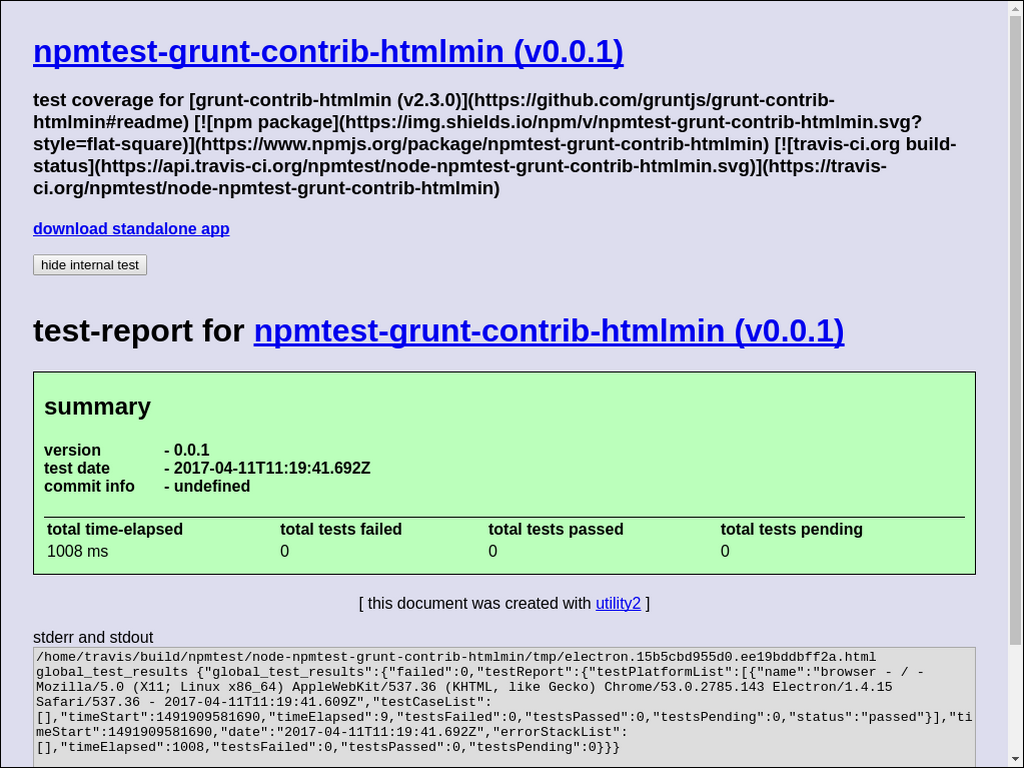 npmtest-grunt-contrib-htmlmin (v0.0.1)
test coverage for [grunt-contrib-htmlmin (v2.3.0)](https://github.com/gruntjs/grunt-contrib-
htmlmin#readme) [![npm package](https://img.shields.io/npm/v/npmtest-grunt-contrib-htmlmin.svg?
style=flat-square)](https://www.npmjs.org/package/npmtest-grunt-contrib-htmlmin) [![travis-ci.org build-
status](https://api.travis-ci.org/npmtest/node-npmtest-grunt-contrib-htmlmin.svg)](https://travis-
ci.org/npmtest/node-npmtest-grunt-contrib-htmlmin)
download standalone app
hide internal test
test-report for npmtest-grunt-contrib-htmlmin (v0.0.1)
summary
version - 0.0.1
test date - 2017-04-11T11:19:41.692Z
commit info - undefined
total time-elapsed total tests failed total tests passed total tests pending
1008 ms 0 0 0
[ this document was created with utility2 ]
stderr and stdout
/home/travis/build/npmtest/node-npmtest-grunt-contrib-htmlmin/tmp/electron.15b5cbd955d0.ee19bddbff2a.html
global_test_results {"global_test_results":{"failed":0,"testReport":{"testPlatformList":[{"name":"browser - / -
Mozilla/5.0 (X11; Linux x86_64) AppleWebKit/537.36 (KHTML, like Gecko) Chrome/53.0.2785.143 Electron/1.4.15
Safari/537.36 - 2017-04-11T11:19:41.609Z","testCaseList":
[],"timeStart":1491909581690,"timeElapsed":9,"testsFailed":0,"testsPassed":0,"testsPending":0,"status":"passed"}],"ti
meStart":1491909581690,"date":"2017-04-11T11:19:41.692Z","errorStackList":
[],"timeElapsed":1008,"testsFailed":0,"testsPassed":0,"testsPending":0}}}